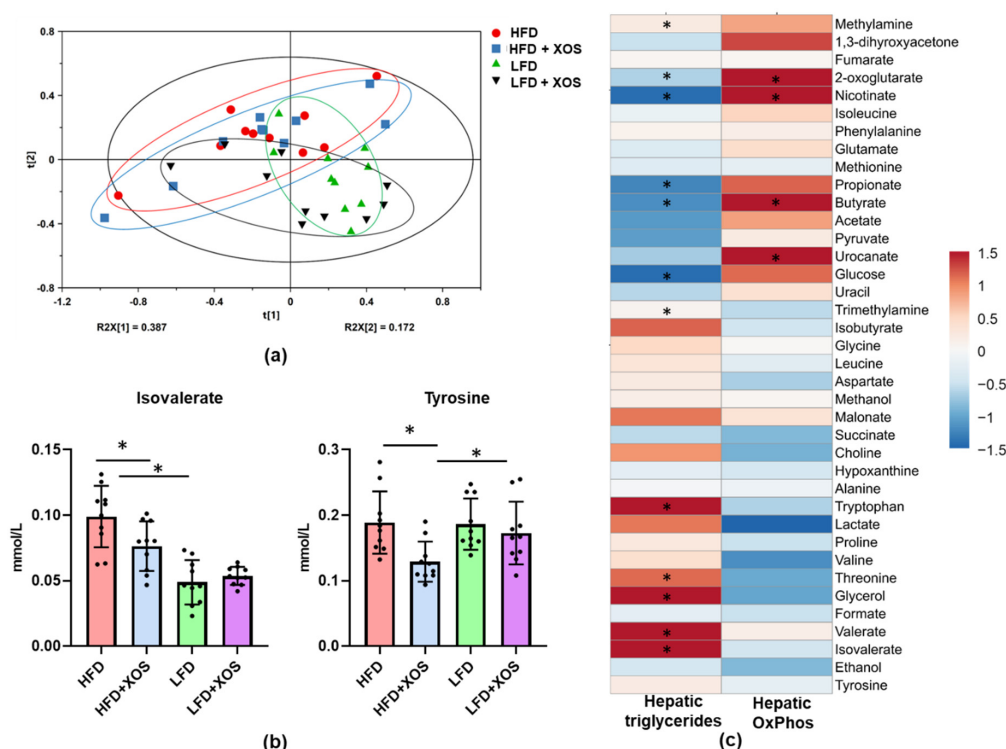 0.8
0.4
0
-0.4
0.8
t[2]
-1.2
-0.8
-0.4
0
0.4
0.8
1.2
t[1]
R2X[1] = 0.387
R2X[2] = 0.172
HFD
HFD + XOS
LFD
LFD + XOS
(a)
Isovalerate
mmol/L
0.15
0.10
0.05
0.00
*
*
HFD
HFD+XOS
LFD
LFD+XOS
Tyrosine
mmol/L
0.3
0.2
0.1
0.1
*
*
HFD
HFD+XOS
LFD
LFD+XOS
(b)
* Methylamine
1,3-dihyroxyacetone
Fumarate
* * 2-oxoglutarate
* * Nicotinate
Isoleucine
Phenylalanine
Glutamate
Methionine
* Propionate
* * Butyrate
Acetate
Pyruvate
* Urocanate
* Glucose
Uracil
* Trimethylamine
Isobutyrate
Glycine
Leucine
Aspartate
Methanol
Malonate
Succinate
Choline
Hypoxanthine
Alanine
* Tryptophan
Lactate
Proline
Valine
* Threonine
* Glycerol
Formate
* Valerate
* Isovalerate
Ethanol
Tyrosine
Hepatic
triglycerides
Hepatic
OxPhos
1.5
1
0.5
0
−0.5
−1
−1.5
(c)